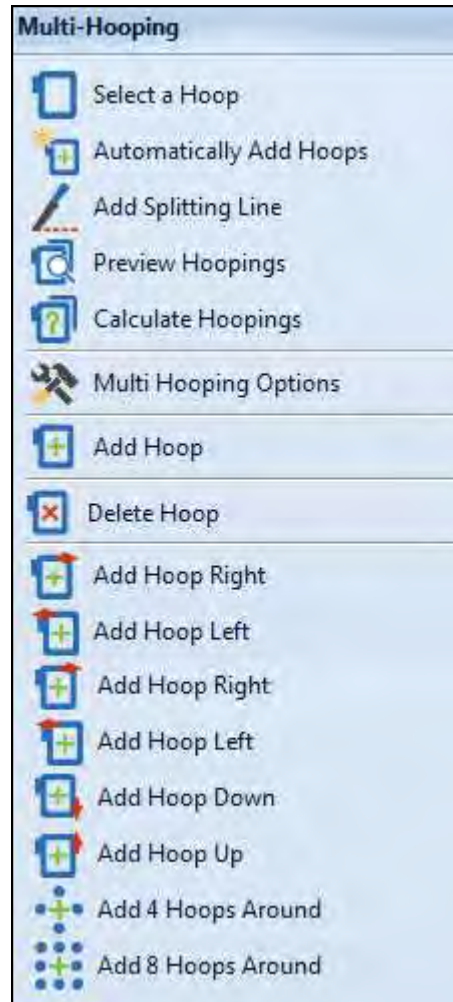 Multi-Hooping
Select a Hoop
Automatically Add Hoops
Add Splitting Line
Preview Hoopings
Calculate Hoopings
Multi Hooping Options
Add Hoop
Delete Hoop
Add Hoop Right
Add Hoop Left
Add Hoop Right
Add Hoop Left
Add Hoop Down
Add Hoop Up
Add 4 Hoops Around
Add 8 Hoops Around